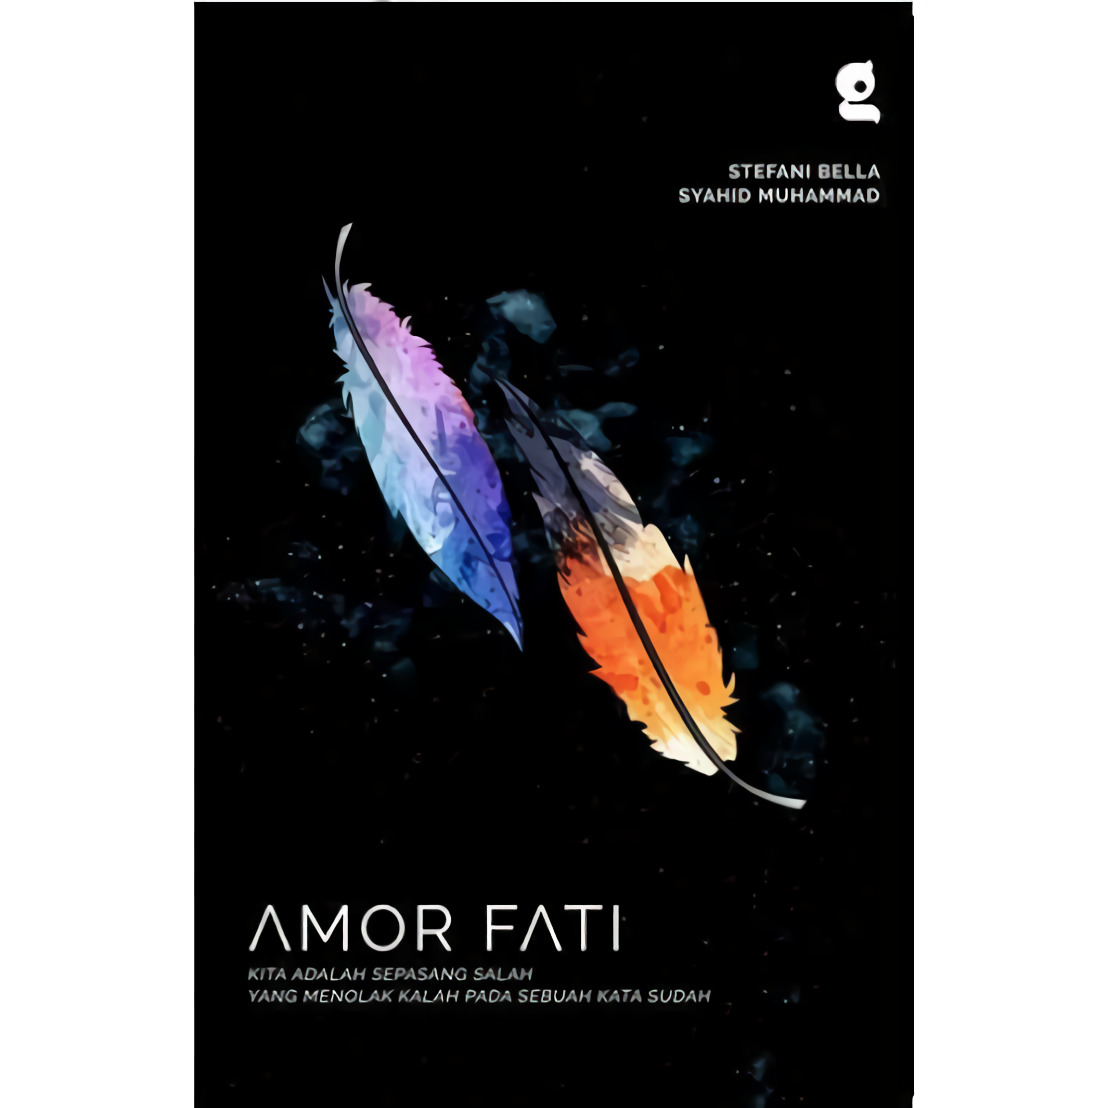 g
STEFANI BELLA
SYAHID MUHAMMAD
AMOR FATI
KITA ADALAH SEPASANG SALAH
YANG MENOLAK KALAH PADA SEBUAH KATA SUDAH